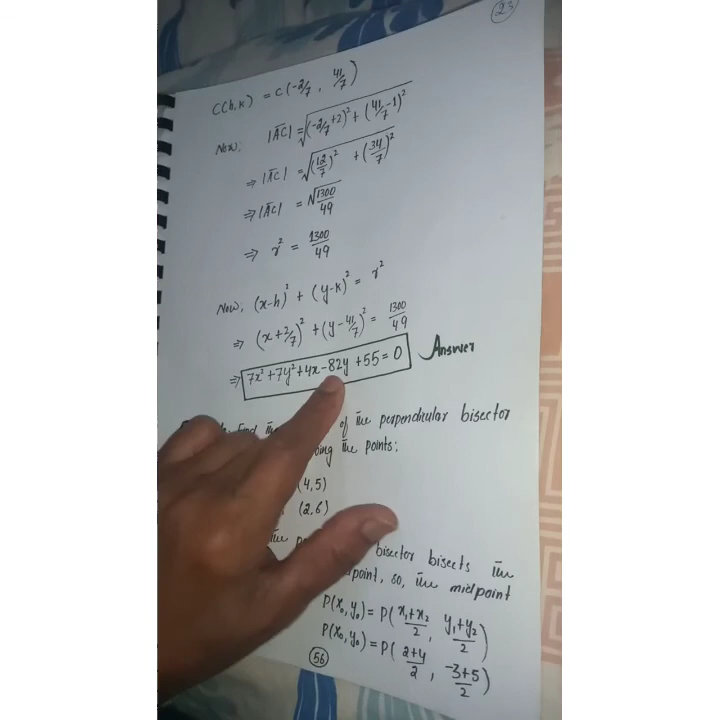 23
C(h,k) = C(-2/7, 41/7)
Now: |AC| = √(-2/7+2)² + (41/7-1)²
⇒ |AC| = √(12/7)² + (34/7)²
⇒ |AC| = √1300/49
⇒ r² = 1300/49
Now, (x-h)² + (y-k)² = r²
⇒ (x+2/7)² + (y-41/7)² = 1300/49
⇒ 7x²+7y²+4x-82y+55=0 Answer
Find of the perpendicular bisector
the points:
(4,5)
(2,6)
the bisector bisects the
so, the midpoint
P(x₀,y₀) = P(x₁+x₂/2, y₁+y₂/2)
P(x₀,y₀) = P(2+4/2, -3+5/2)
56